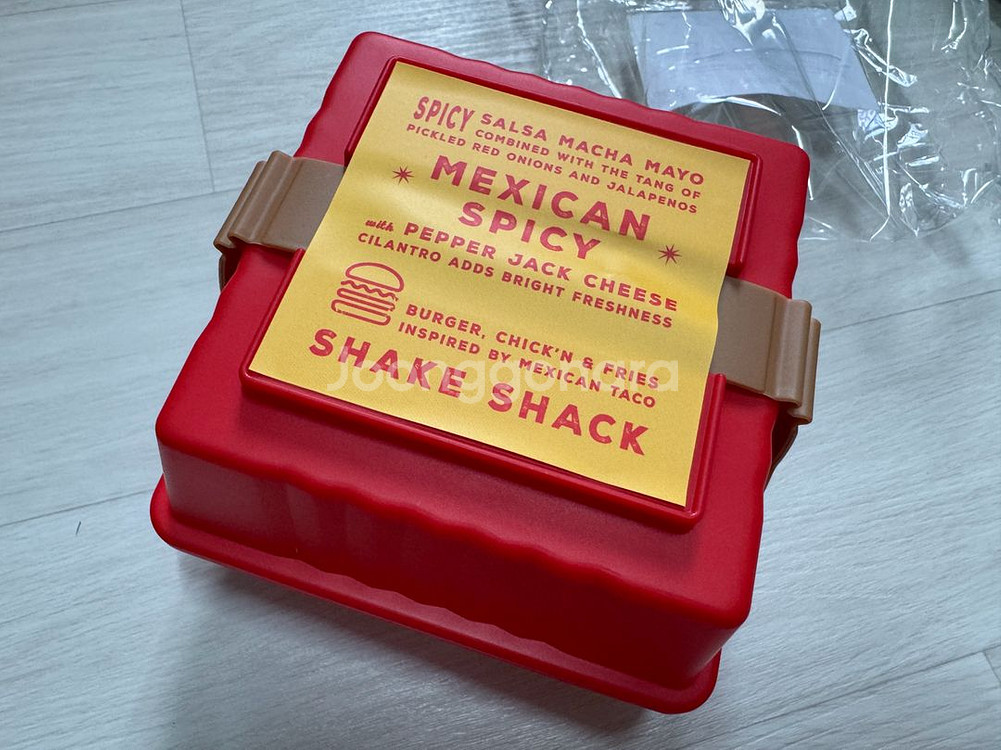 SPICY SALSA MACHA MAYO
COMBINED WITH THE TANG OF
PICKLED RED ONIONS AND JALAPENOS
MEXICAN
SPICY
with PEPPER JACK CHEESE
CILANTRO ADDS BRIGHT FRESHNESS
BURGER, CHICK'N & FRIES
INSPIRED BY MEXICAN TACO
SHAKE SHACK
Joonggonara